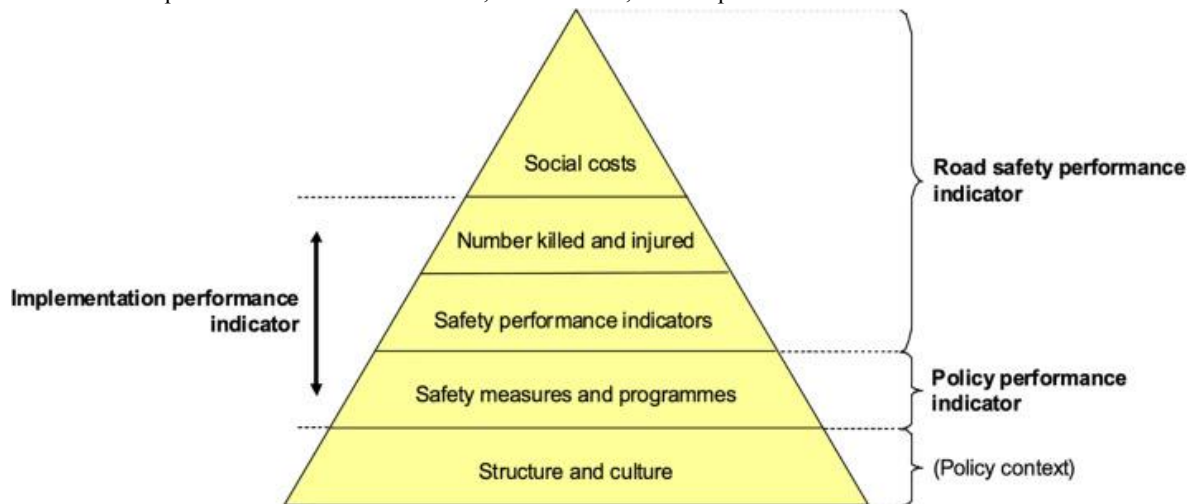 Social costs
Number killed and injured
Safety performance indicators
Safety measures and programmes
Structure and culture
Implementation performance
indicator
Road safety performance
indicator
Policy performance
indicator
(Policy context)